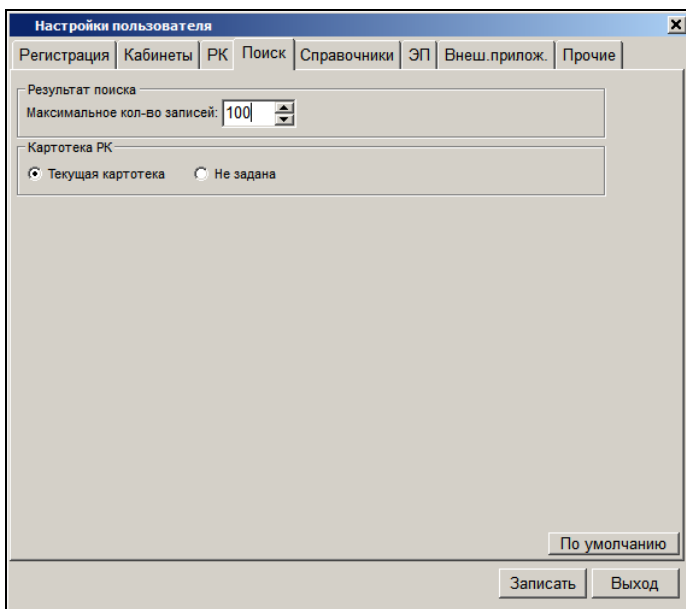 Настройки пользователя
Регистрация Кабинеты РК Поиск Справочники ЭП Внеш.прилож. Прочие
Результат поиска
Максимальное кол-во записей: 100
Картотека РК
Текущая картотека Не задана
По умолчанию
Записать Выход